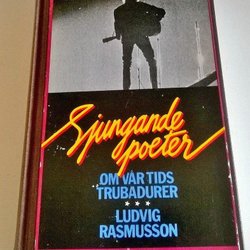 Sjungande
poeter
OM VÅR TIDS
TRUBADURER
★ ★ ★
LUDVIG
RASMUSSON